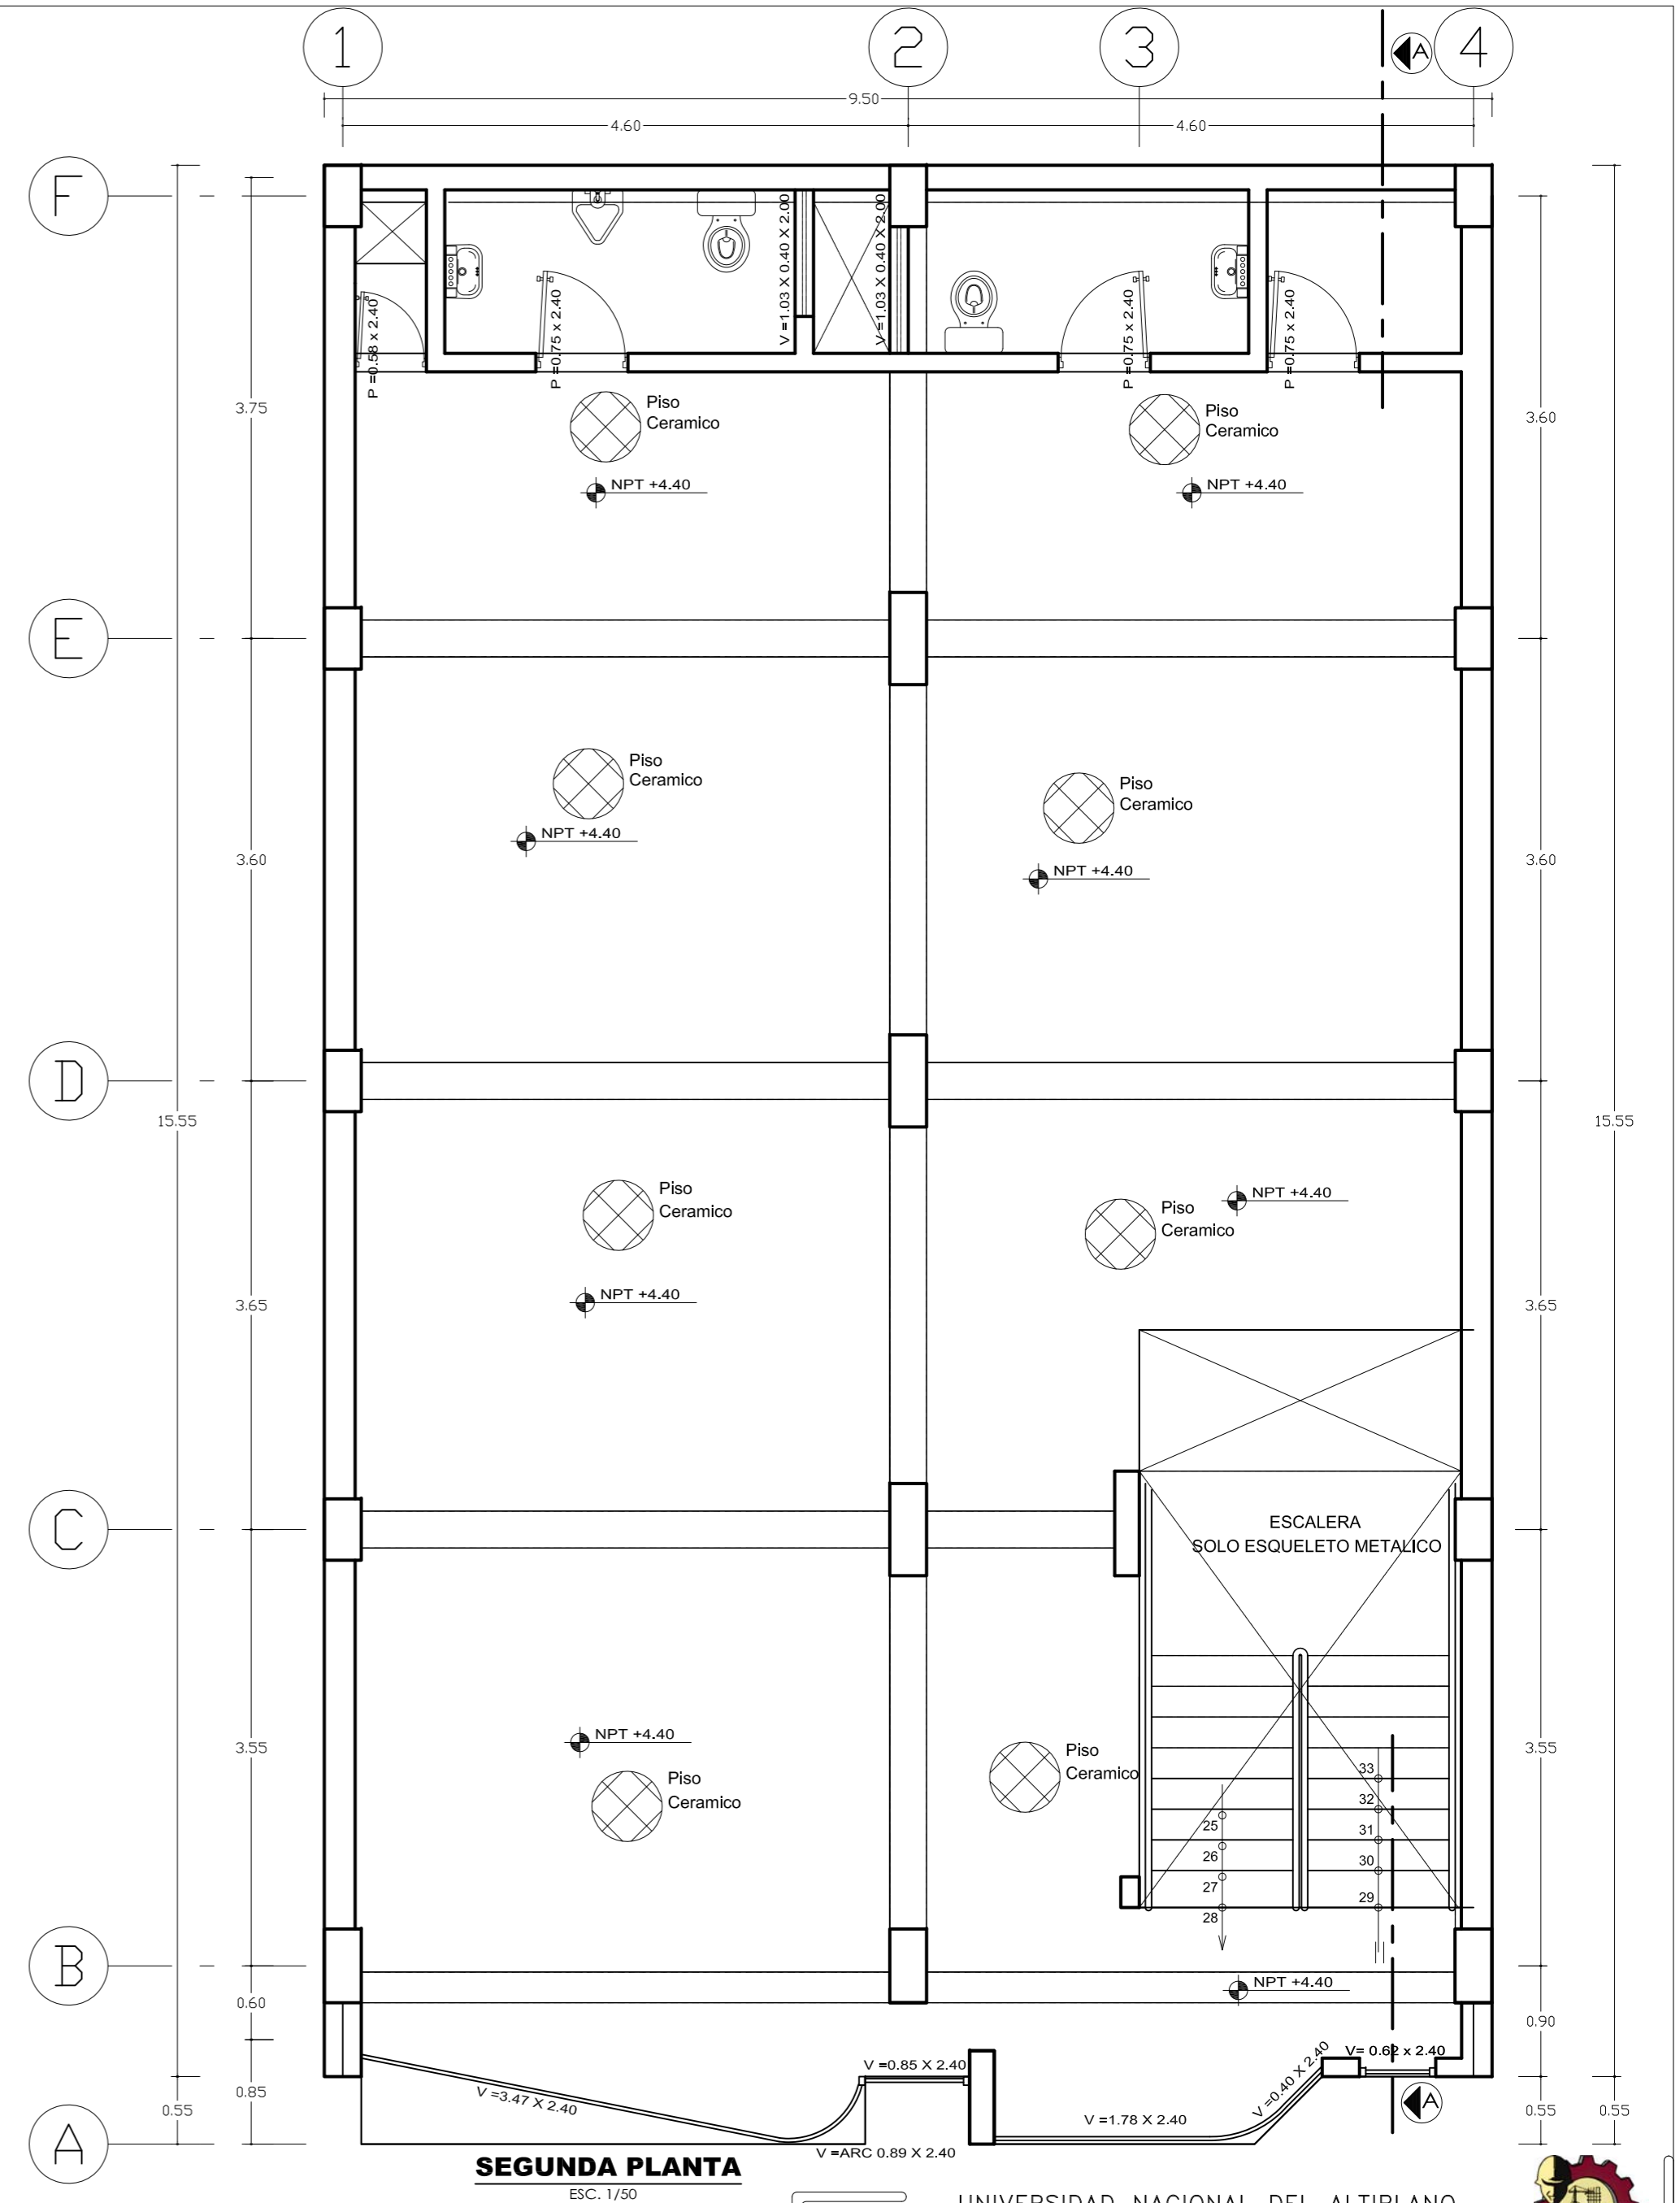 1
2
3
A
4
9.50
4.60
4.60
F
V =1.03 X 0.40 X 2.00
V =1.03 X 0.40 X 2.00
P =0.58 x 2.40
P =0.75 x 2.40
P =0.75 x 2.40
P =0.75 x 2.40
3.75
Piso
Ceramico
Piso
Ceramico
3.60
NPT +4.40
NPT +4.40
E
Piso
Ceramico
Piso
Ceramico
NPT +4.40
3.60
3.60
NPT +4.40
D
15.55
15.55
Piso
Ceramico
NPT +4.40
Piso
Ceramico
NPT +4.40
3.65
3.65
C
ESCALERA
SOLO ESQUELETO METALICO
NPT +4.40
3.55
3.55
Piso
Ceramico
Piso
Ceramico
33
32
25
31
26
30
27
29
28
B
NPT +4.40
0.60
0.90
V= 0.62 x 2.40
V =0.85 X 2.40
V =0.40 X 2.40
V =3.47 X 2.40
0.85
0.55
A
V =1.78 X 2.40
0.55
0.55
A
V =ARC 0.89 X 2.40
SEGUNDA PLANTA
ESC. 1/50
UNIVERSIDAD NACIONAL DEL ALTIPLANO